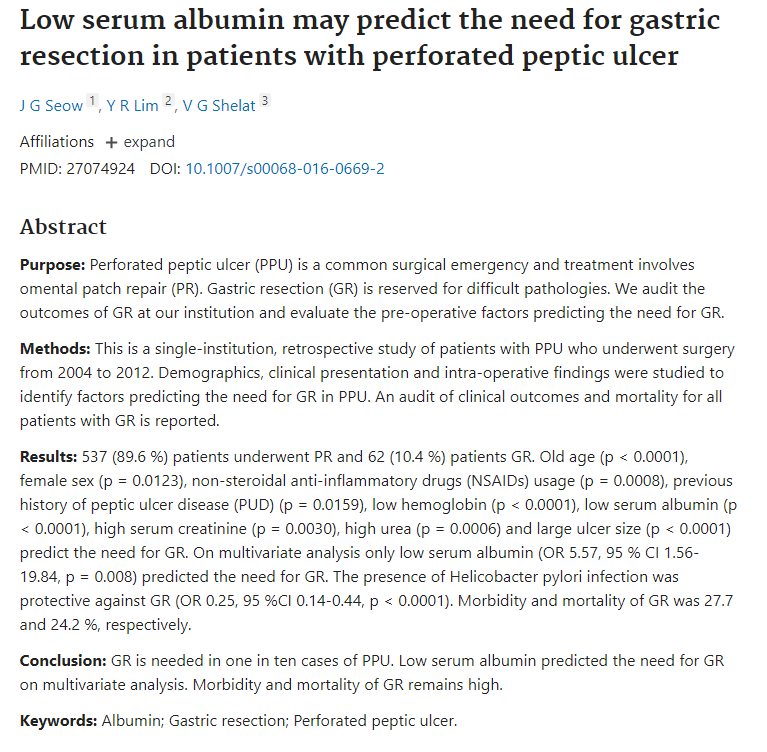 Low serum albumin may predict the need for gastric
resection in patients with perforated peptic ulcer
J G Seow 1, Y R Lim 2, V G Shelat 3
Affiliations + expand
PMID: 27074924 DOI: 10.1007/s00068-016-0669-2
Abstract
Purpose: Perforated peptic ulcer (PPU) is a common surgical emergency and treatment involves
omental patch repair (PR). Gastric resection (GR) is reserved for difficult pathologies. We audit the
outcomes of GR at our institution and evaluate the pre-operative factors predicting the need for GR.
Methods: This is a single-institution, retrospective study of patients with PPU who underwent surgery
from 2004 to 2012. Demographics, clinical presentation and intra-operative findings were studied to
identify factors predicting the need for GR in PPU. An audit of clinical outcomes and mortality for all
patients with GR is reported.
Results: 537 (89.6 %) patients underwent PR and 62 (10.4 %) patients GR. Old age (p < 0.0001),
female sex (p = 0.0123), non-steroidal anti-inflammatory drugs (NSAIDs) usage (p = 0.0008), previous
history of peptic ulcer disease (PUD) (p = 0.0159), low hemoglobin (p < 0.0001), low serum albumin (p
< 0.0001), high serum creatinine (p = 0.0030), high urea (p = 0.0006) and large ulcer size (p < 0.0001)
predict the need for GR. On multivariate analysis only low serum albumin (OR 5.57, 95 % CI 1.56-
19.84, p = 0.008) predicted the need for GR. The presence of Helicobacter pylori infection was
protective against GR (OR 0.25, 95 %CI 0.14-0.44, p < 0.0001). Morbidity and mortality of GR was 27.7
and 24.2 %, respectively.
Conclusion: GR is needed in one in ten cases of PPU. Low serum albumin predicted the need for GR
on multivariate analysis. Morbidity and mortality of GR remains high.
Keywords: Albumin; Gastric resection; Perforated peptic ulcer.